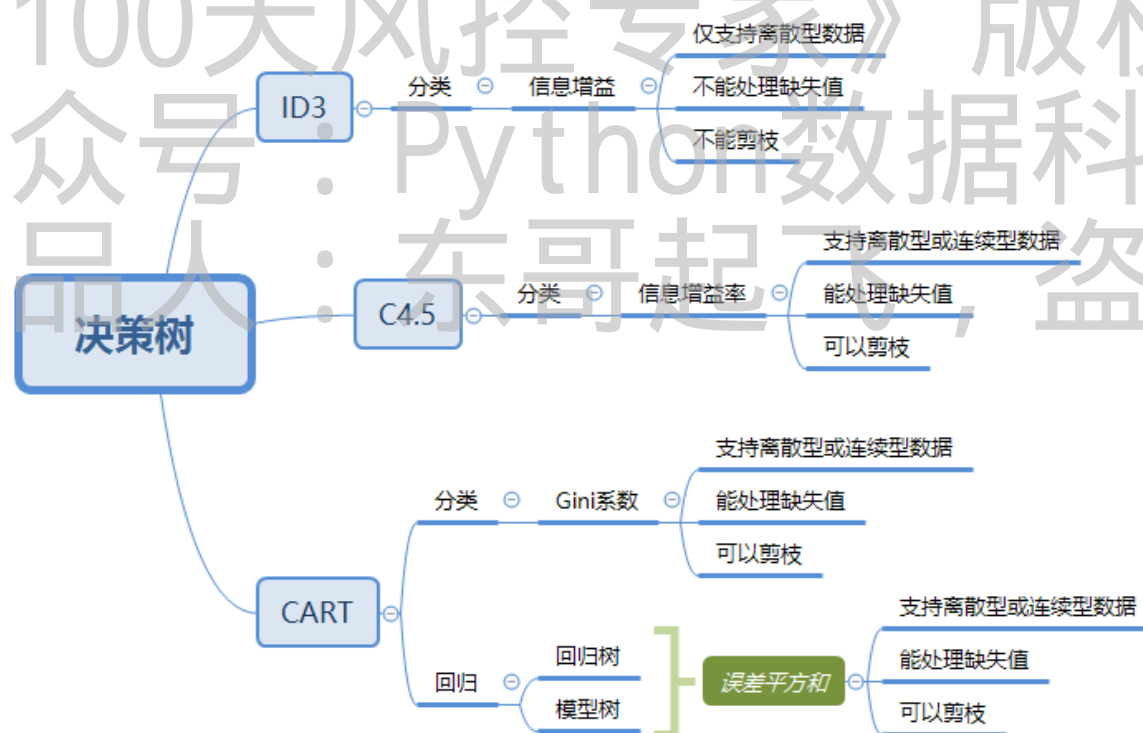 100天风控专家》版权
众号：Python数据科
品人：东哥起飞，盗
决策树
ID3
分类
信息增益
仅支持离散型数据
不能处理缺失值
不能剪枝
C4.5
分类
信息增益率
支持离散型或连续型数据
能处理缺失值
可以剪枝
CART
分类
Gini系数
支持离散型或连续型数据
能处理缺失值
可以剪枝
回归
回归树
模型树
误差平方和
支持离散型或连续型数据
能处理缺失值
可以剪枝